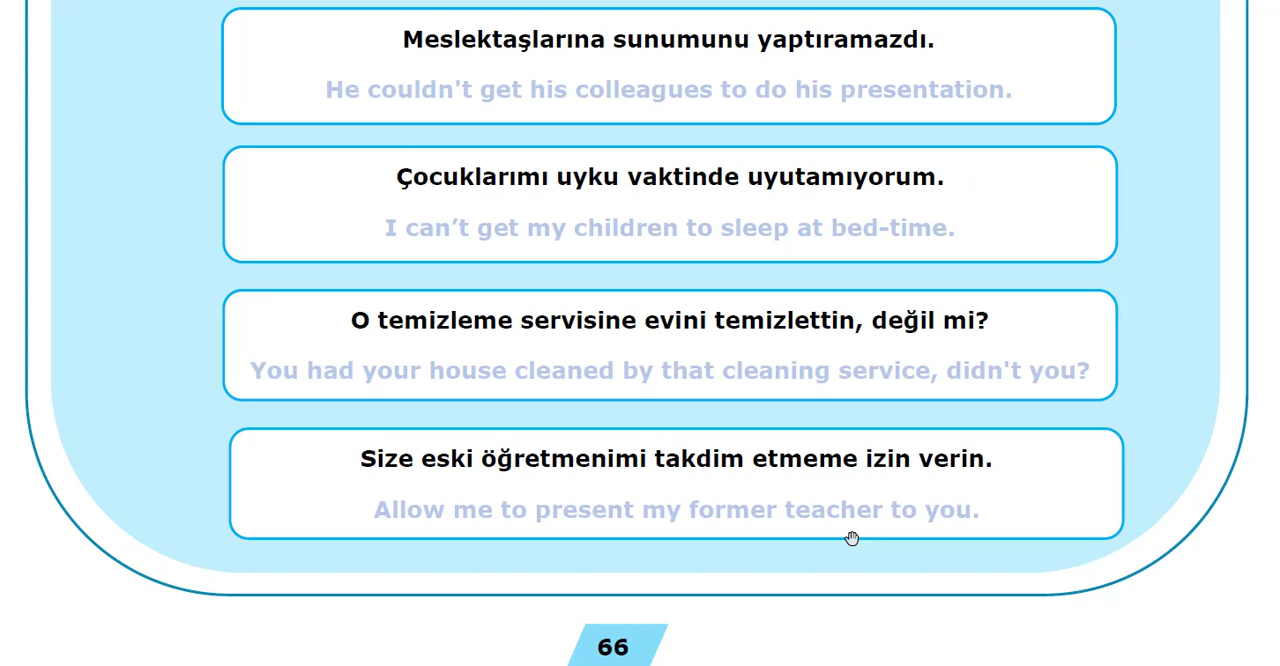 Meslektaşlarına sunumunu yaptıramazdı.
He couldn't get his colleagues to do his presentation.
Çocuklarımı uyku vaktinde uyutamıyorum.
I can’t get my children to sleep at bed-time.
O temizleme servisine evini temizlettin, değil mi?
You had your house cleaned by that cleaning service, didn't you?
Size eski öğretmenimi takdim etmeme izin verin.
Allow me to present my former teacher to you.
66